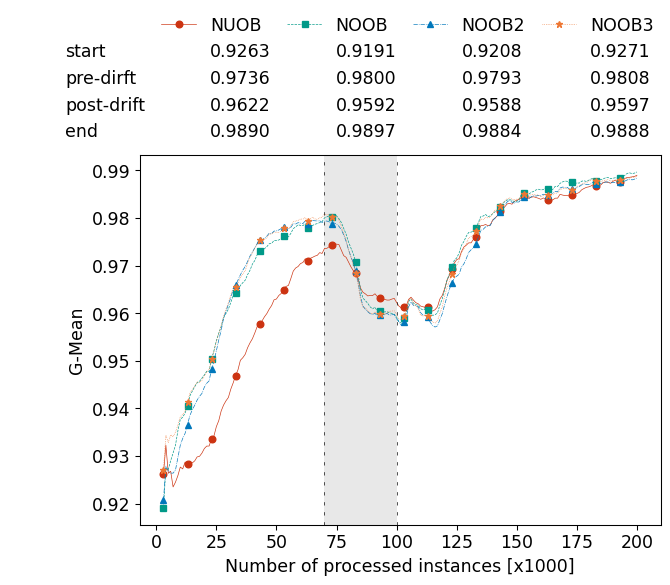 NUOB NOOB NOOB2 NOOB3
start 0.9263 0.9191 0.9208 0.9271
pre-dirft 0.9736 0.9800 0.9793 0.9808
post-drift 0.9622 0.9592 0.9588 0.9597
end 0.9890 0.9897 0.9884 0.9888
0.99
0.98
0.97
0.96
0.95
0.94
0.93
0.92
G-Mean
0 25 50 75 100 125 150 175 200
Number of processed instances [x1000]